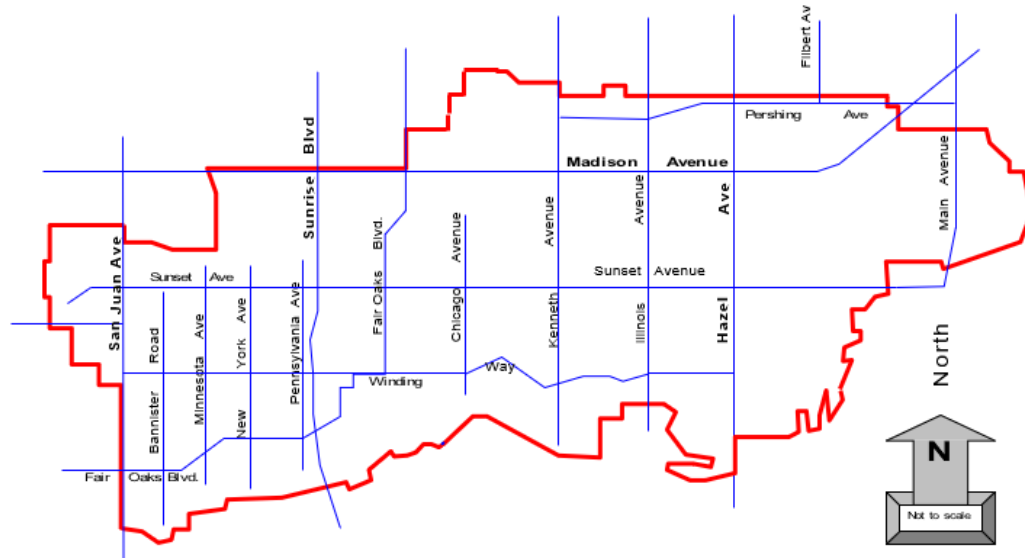 Filbert Av
Pershing Ave
Madison Avenue
Sunrise Blvd
San Juan Ave
Sunset Ave
Fair Oaks Blvd.
Chicago Avenue
Kenneth Avenue
Illinois Avenue
Hazel Ave
Main Avenue
Sunset Avenue
Bannister Road
Minnesota Ave
New York Ave
Pennsylvania Ave
Winding Way
Fair Oaks Blvd.
North
N
Not to scale